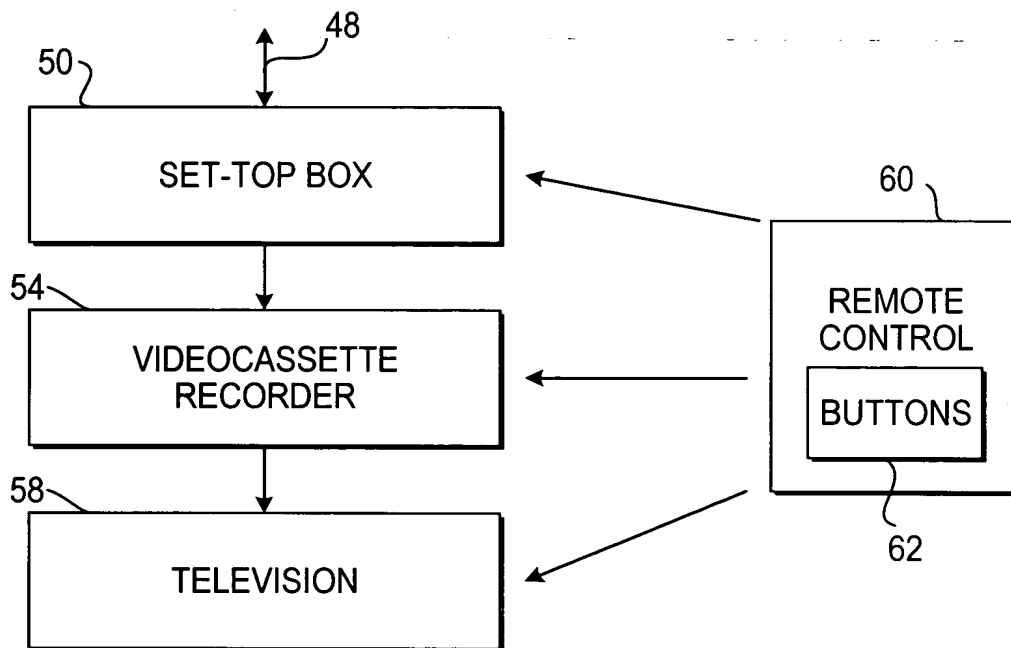 48
50
SET-TOP BOX
60
54
REMOTE
CONTROL
VIDEOCASSETTE
RECORDER
BUTTONS
58
62
TELEVISION